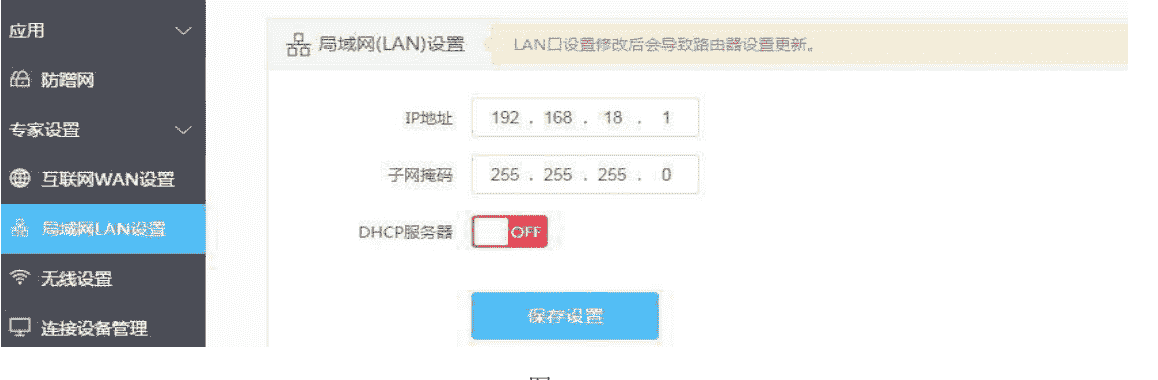 应用
防蹭网
专家设置
互联网WAN设置
局域网LAN设置
无线设置
连接设备管理
局域网(LAN)设置 LAN口设置修改后会导致路由器设置更新。
IP地址 192 . 168 . 18 . 1
子网掩码 255 . 255 . 255 . 0
DHCP服务器 OFF
保存设置